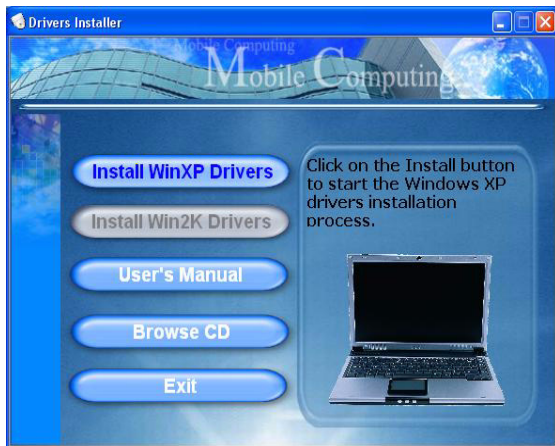 Drivers Installer
Mobile Computing
Mobile Computing
Install WinXP Drivers
Install Win2K Drivers
User's Manual
Browse CD
Exit
Click on the Install button
to start the Windows XP
drivers installation
process.